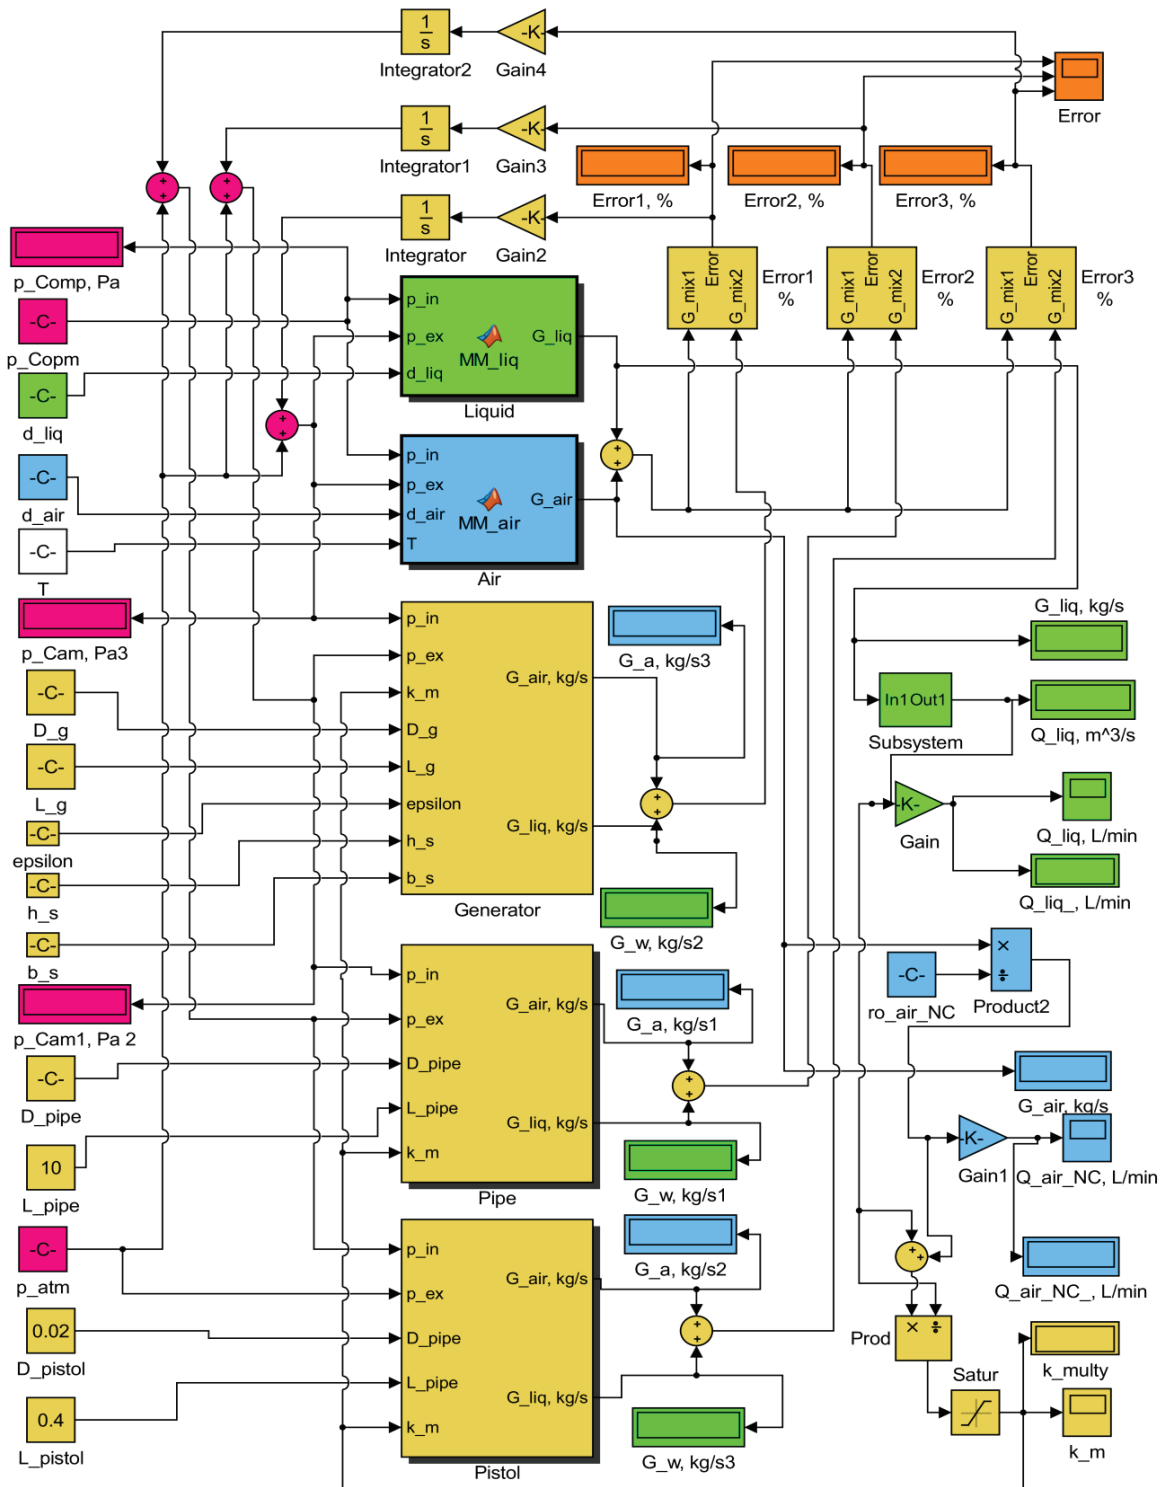 1
s
Integrator2
-K-
Gain4
Error
1
s
Integrator1
-K-
Gain3
Error1, %
Error2, %
Error3, %
+
+
+
+
1
s
Integrator
-K-
Gain2
p_Comp, Pa
G_mix1
Error
G_mix2
Error1
%
G_mix1
Error
G_mix2
Error2
%
G_mix1
Error
G_mix2
Error3
%
-C-
p_Copm
p_in
p_ex
d_liq
MM_liq
G_liq
Liquid
-C-
d_liq
+
+
+
+
-C-
d_air
p_in
p_ex
d_air
T
MM_air
G_air
Air
-C-
T
p_Cam, Pa3
p_in
p_ex
k_m
D_g
L_g
epsilon
h_s
b_s
G_air, kg/s
G_liq, kg/s
Generator
G_a, kg/s3
G_liq, kg/s
-C-
D_g
In1
Out1
Subsystem
Q_liq, m^3/s
-C-
L_g
+
+
-K-
Gain
Q_liq, L/min
-C-
epsilon
Q_liq_, L/min
-C-
h_s
G_w, kg/s2
-C-
b_s
×
÷
Product2
-C-
ro_air_NC
p_Cam1, Pa 2
p_in
p_ex
D_pipe
L_pipe
k_m
G_air, kg/s
G_liq, kg/s
Pipe
G_a, kg/s1
+
+
G_air, kg/s
-C-
D_pipe
G_w, kg/s1
-K-
Gain1
Q_air_NC, L/min
10
L_pipe
-C-
p_atm
p_in
p_ex
D_pipe
L_pipe
k_m
G_air, kg/s
G_liq, kg/s
Pistol
G_a, kg/s2
+
+
Q_air_NC_, L/min
0.02
D_pistol
+
+
×
÷
Prod
k_multy
Satur
0.4
L_pistol
G_w, kg/s3
k_m